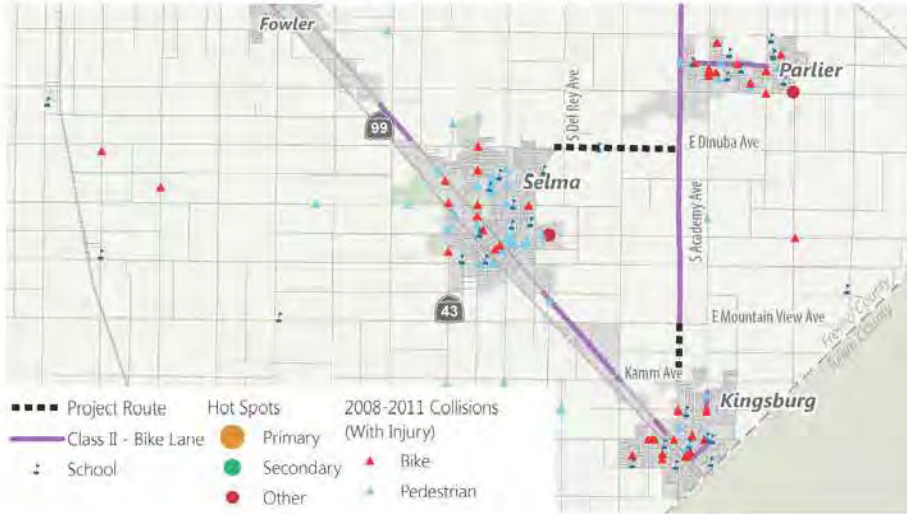 Fowler
Parlier
99
S Del Rey Ave
E Dinuba Ave
Selma
S Academy Ave
43
E Mountain View Ave
Fresno County
Tulare County
Kamm Ave
Kingsburg
Project Route
Class II - Bike Lane
School
Hot Spots
Primary
Secondary
Other
2008-2011 Collisions
(With Injury)
Bike
Pedestrian